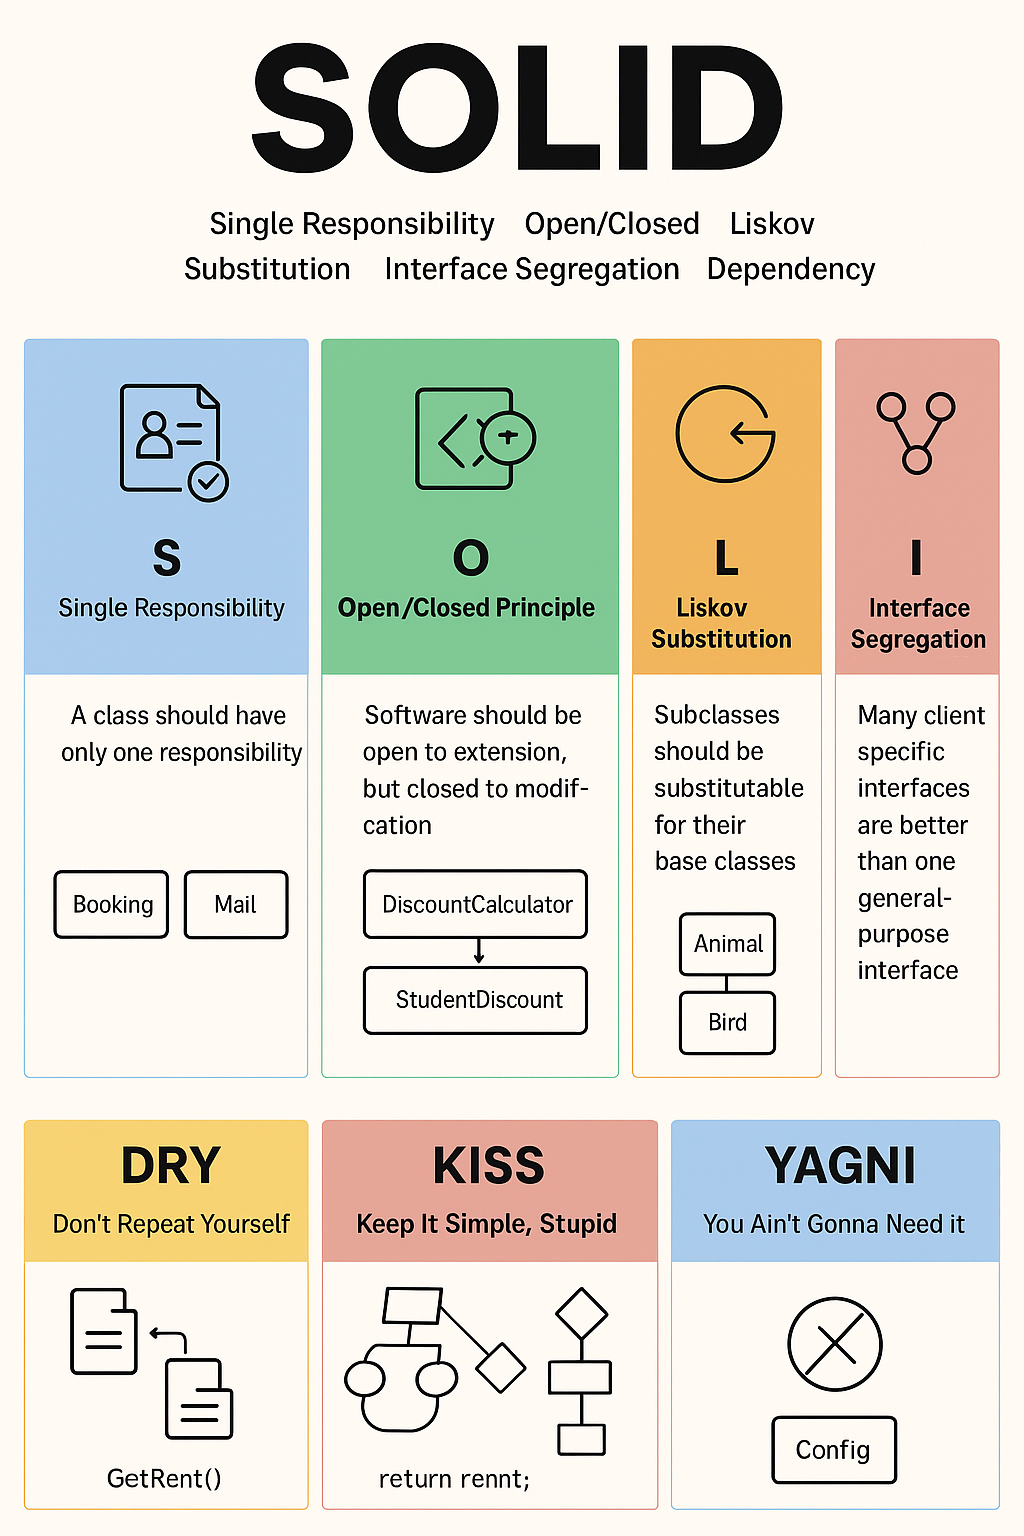 SOLID
Single Responsibility Open/Closed Liskov
Substitution Interface Segregation Dependency
S
Single Responsibility
A class should have
only one responsibility
Booking
Mail
O
Open/Closed Principle
Software should be
open to extension,
but closed to modif-
cation
DiscountCalculator
StudentDiscount
L
Liskov
Substitution
Subclasses
should be
substitutable
for their
base classes
Animal
Bird
I
Interface
Segregation
Many client
specific
interfaces
are better
than one
general-
purpose
interface
DRY
Don't Repeat Yourself
GetRent()
KISS
Keep It Simple, Stupid
return rennt;
YAGNI
You Ain't Gonna Need it
Config